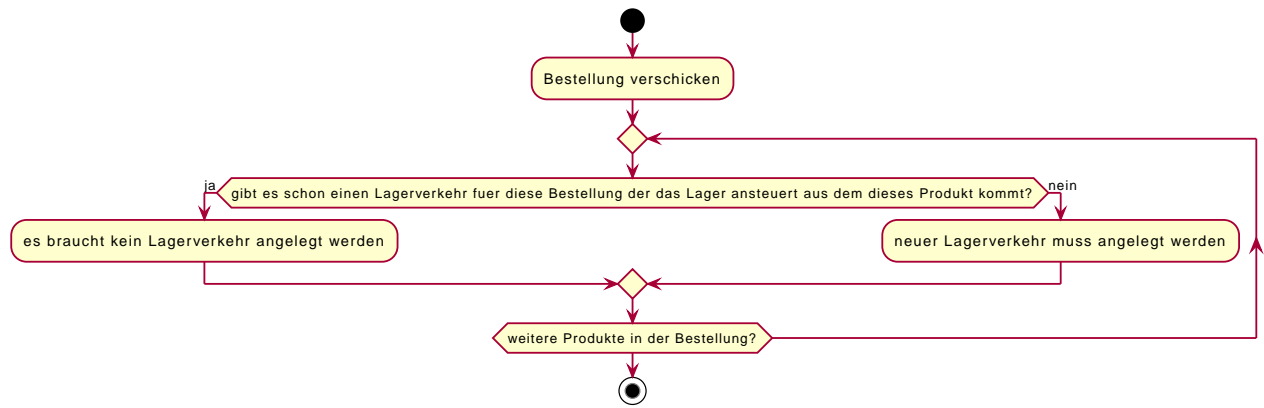 Bestellung verschicken
ja
gibt es schon einen Lagerverkehr fuer diese Bestellung der das Lager ansteuert aus dem dieses Produkt kommt?
nein
es braucht kein Lagerverkehr angelegt werden
neuer Lagerverkehr muss angelegt werden
weitere Produkte in der Bestellung?